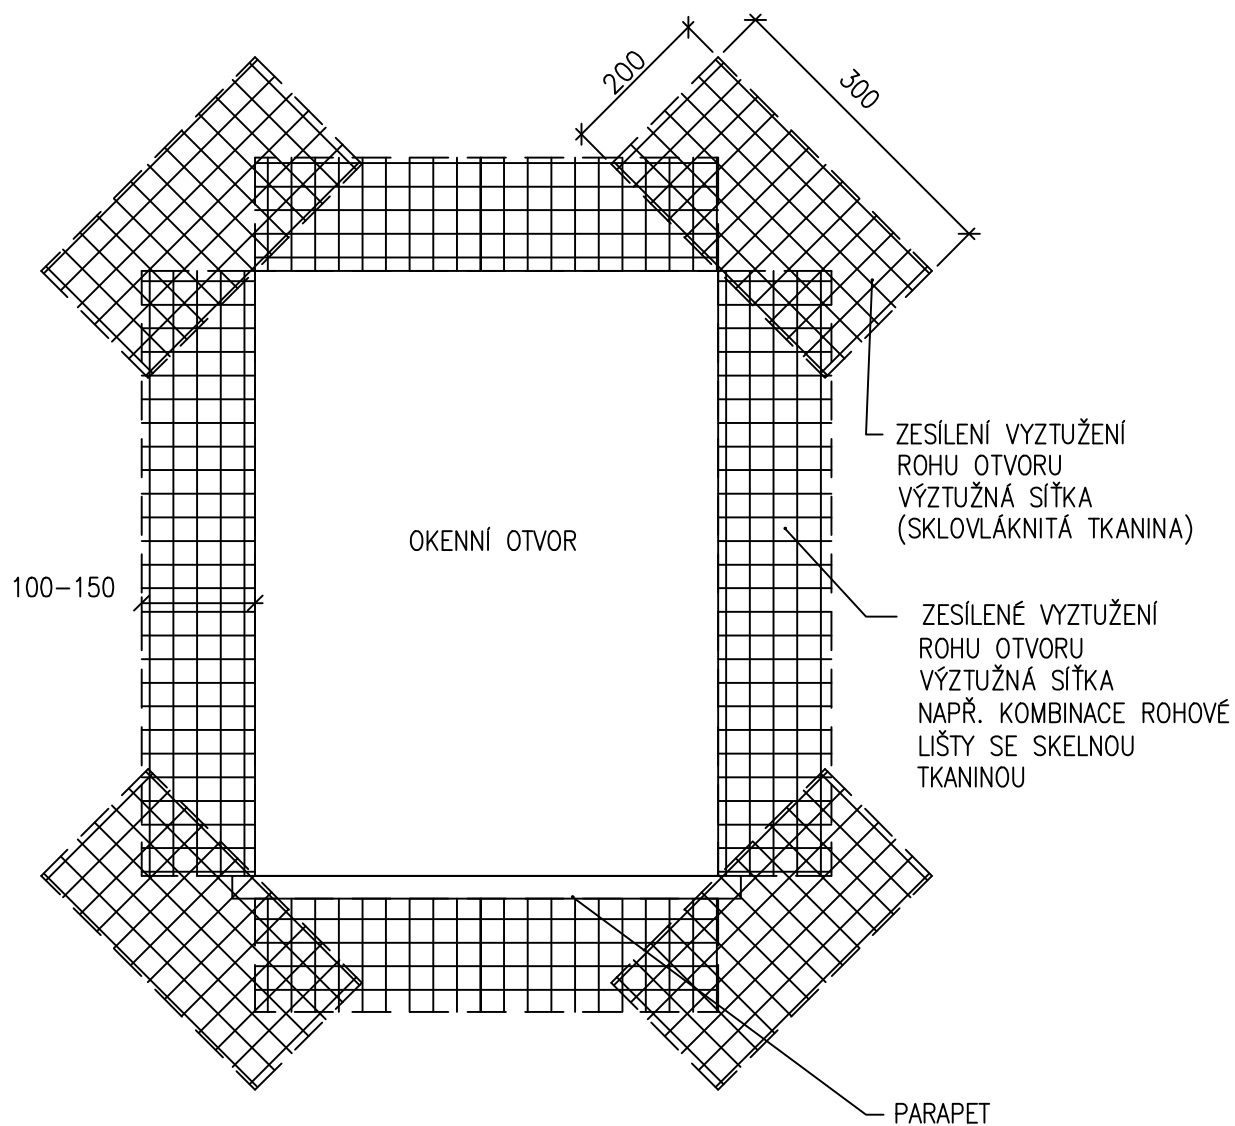 200
300
ZESÍLENÍ VYZTUŽENÍ
ROHU OTVORU
VÝZTUŽNÁ SÍŤKA
(SKLOVLÁKNITÁ TKANINA)
OKENNÍ OTVOR
100-150
ZESÍLENÉ VYZTUŽENÍ
ROHU OTVORU
VÝZTUŽNÁ SÍŤKA
NAPŘ. KOMBINACE ROHOVÉ
LIŠTY SE SKELNOU
TKANINOU
PARAPET